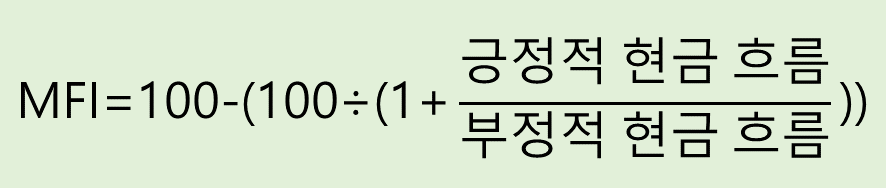 MFI=100-(100÷(1+
긍정적 현금 흐름
부정적 현금 흐름
))